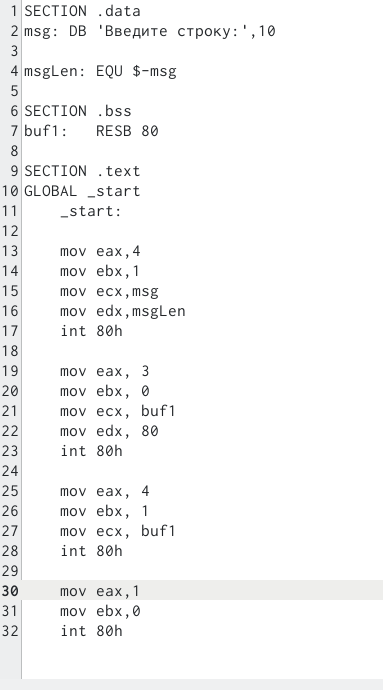 1 SECTION .data
2 msg: DB 'Введите строку:',10
3
4 msgLen: EQU $-msg
5
6 SECTION .bss
7 buf1:   RESB 80
8
9 SECTION .text
10 GLOBAL _start
11     _start:
12
13     mov eax,4
14     mov ebx,1
15     mov ecx,msg
16     mov edx,msgLen
17     int 80h
18
19     mov eax, 3
20     mov ebx, 0
21     mov ecx, buf1
22     mov edx, 80
23     int 80h
24
25     mov eax, 4
26     mov ebx, 1
27     mov ecx, buf1
28     int 80h
29
30     mov eax,1
31     mov ebx,0
32     int 80h